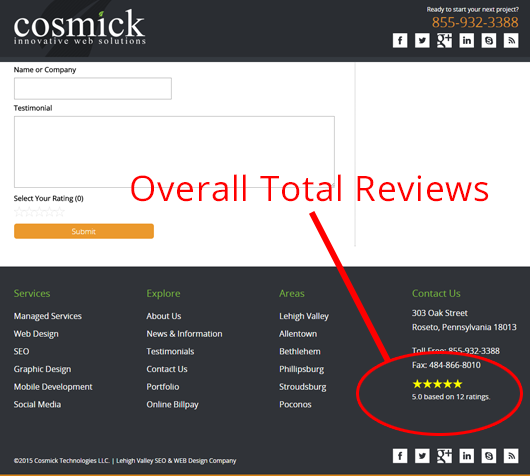 cosmick
innovative web solutions
Ready to start your next project?
855-932-3388
Name or Company
Testimonial
Overall Total Reviews
Select Your Rating (0)
Submit
Services
Managed Services
Web Design
SEO
Graphic Design
Mobile Development
Social Media
Explore
About Us
News & Information
Testimonials
Contact Us
Portfolio
Online Billpay
Areas
Lehigh Valley
Allentown
Bethlehem
Phillipsburg
Stroudsburg
Poconos
Contact Us
303 Oak Street
Roseto, Pennsylvania 18013
Toll Free: 855-932-3388
Fax: 484-866-8010
5.0 based on 12 ratings.
©2015 Cosmick Technologies LLC. | Lehigh Valley SEO & WEB Design Company